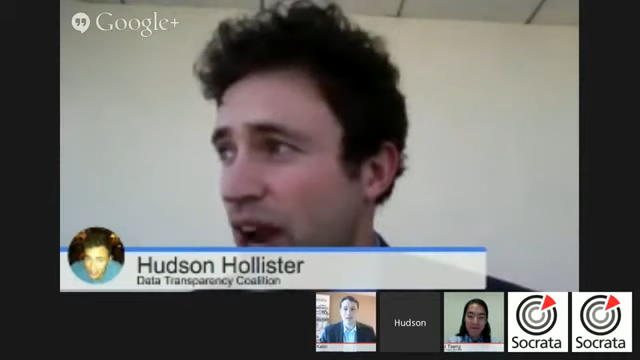 Google+
Hudson Hollister
Data Transparency Coalition
Hudson
Socrata
Socrata